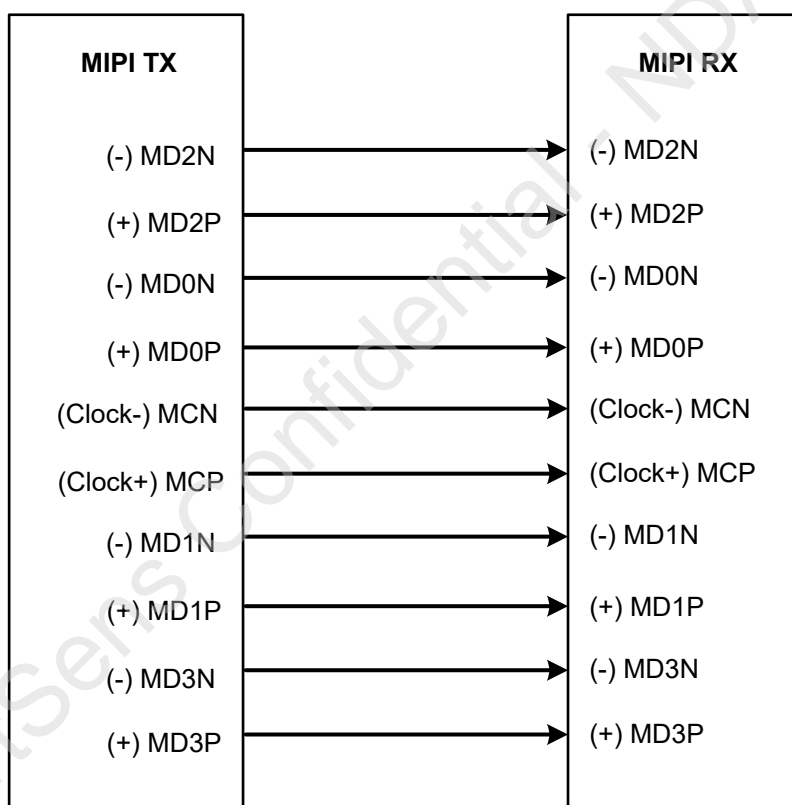 MIPI TX
MIPI RX
(-) MD2N
(-) MD2N
(+) MD2P
(+) MD2P
(-) MD0N
(-) MD0N
(+) MD0P
(+) MD0P
(Clock-) MCN
(Clock-) MCN
(Clock+) MCP
(Clock+) MCP
(-) MD1N
(-) MD1N
(+) MD1P
(+) MD1P
(-) MD3N
(-) MD3N
(+) MD3P
(+) MD3P
Confidential -